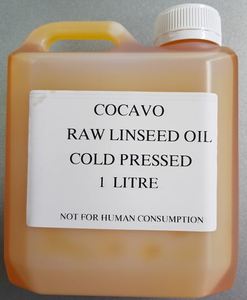 COCAVO
RAW LINSEED OIL
COLD PRESSED
1 LITRE
NOT FOR HUMAN CONSUMPTION